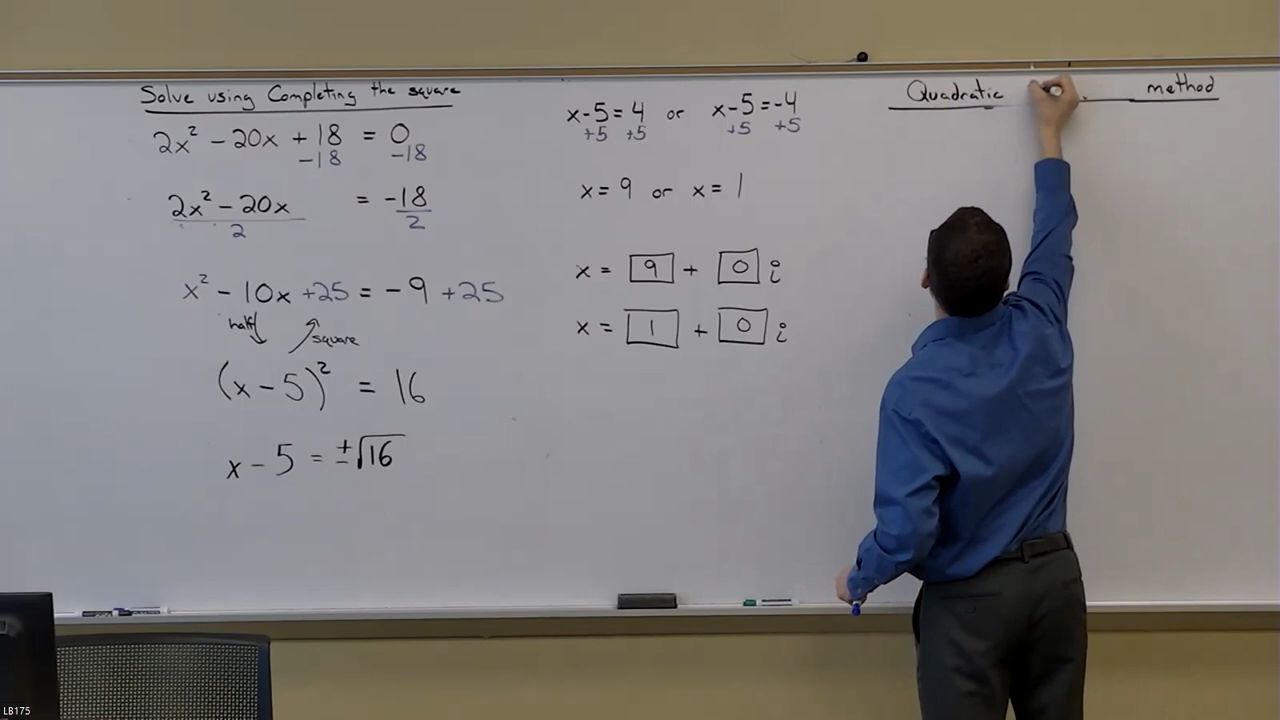 Solve using Completing the square
2x² - 20x + 18 = 0
-18 -18
2x² - 20x = -18
2 2
x² - 10x +25 = -9 +25
half square
(x - 5)² = 16
x - 5 = ±√16
x-5=4 or x-5=-4
+5 +5 +5 +5
x = 9 or x = 1
x = 9 + 0 i
x = 1 + 0 i
Quadratic method
LB175